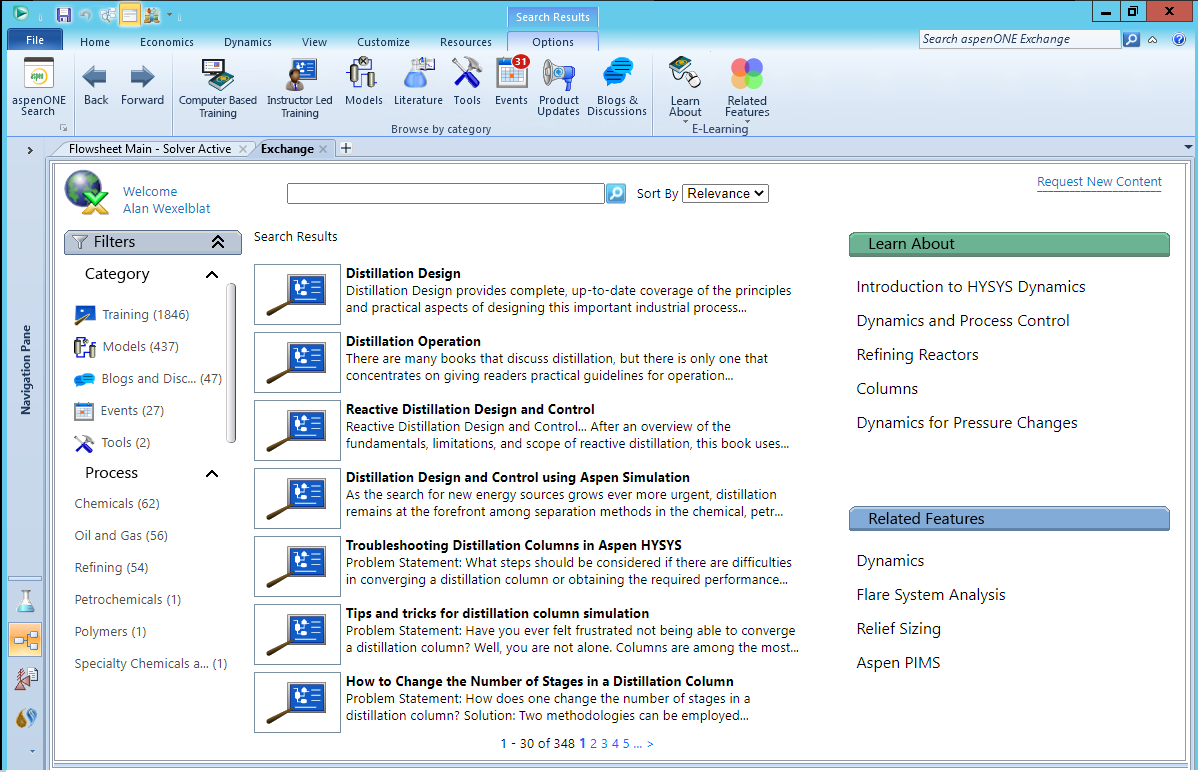 Search Results
File
Home
Economics
Dynamics
View
Customize
Resources
Options
Search aspenONE Exchange
aspenONE
Search
Back
Forward
Computer Based
Training
Instructor Led
Training
Models
Literature
Tools
31
Events
Product
Updates
Blogs &
Discussions
Learn
About
Related
Features
Browse by category
E-Learning
Flowsheet Main - Solver Active
Exchange
Navigation Pane
Welcome
Alan Wexelblat
Sort By
Relevance
Request New Content
Filters
Category
Training (1846)
Models (437)
Blogs and Disc... (47)
Events (27)
Tools (2)
Process
Chemicals (62)
Oil and Gas (56)
Refining (54)
Petrochemicals (1)
Polymers (1)
Specialty Chemicals a... (1)
Search Results
Distillation Design
Distillation Design provides complete, up-to-date coverage of the principles
and practical aspects of designing this important industrial process...
Distillation Operation
There are many books that discuss distillation, but there is only one that
concentrates on giving readers practical guidelines for operation...
Reactive Distillation Design and Control
Reactive Distillation Design and Control... After an overview of the
fundamentals, limitations, and scope of reactive distillation, this book uses...
Distillation Design and Control using Aspen Simulation
As the search for new energy sources grows ever more urgent, distillation
remains at the forefront among separation methods in the chemical, petr...
Troubleshooting Distillation Columns in Aspen HYSYS
Problem Statement: What steps should be considered if there are difficulties
in converging a distillation column or obtaining the required performance...
Tips and tricks for distillation column simulation
Problem Statement: Have you ever felt frustrated not being able to converge
a distillation column? Well, you are not alone. Columns are among the most...
How to Change the Number of Stages in a Distillation Column
Problem Statement: How does one change the number of stages in a
distillation column? Solution: Two methodologies can be employed...
1 - 30 of 348 1 2 3 4 5 ... >
Learn About
Introduction to HYSYS Dynamics
Dynamics and Process Control
Refining Reactors
Columns
Dynamics for Pressure Changes
Related Features
Dynamics
Flare System Analysis
Relief Sizing
Aspen PIMS